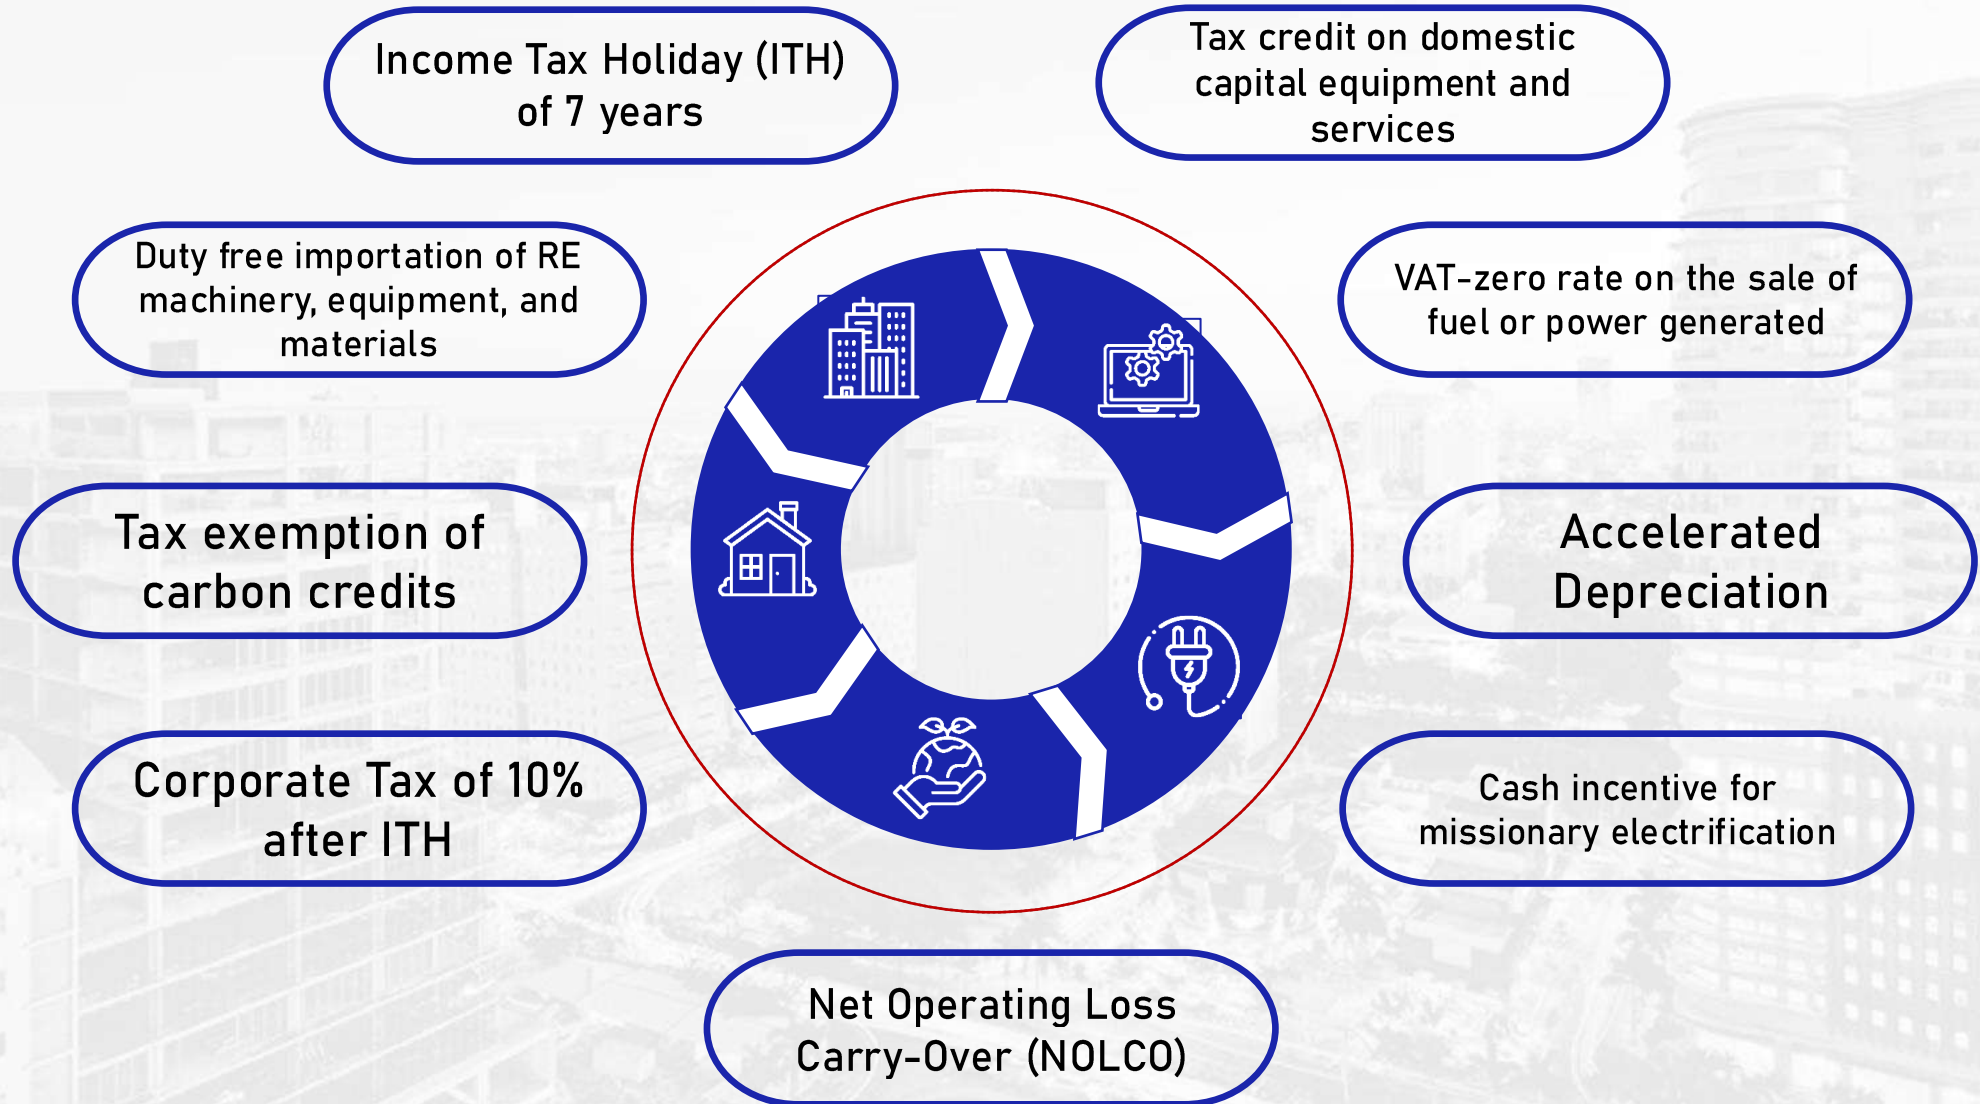 Income Tax Holiday (ITH)
of 7 years
Tax credit on domestic
capital equipment and
services
Duty free importation of RE
machinery, equipment, and
materials
VAT-zero rate on the sale of
fuel or power generated
Tax exemption of
carbon credits
Accelerated
Depreciation
Corporate Tax of 10%
after ITH
Cash incentive for
missionary electrification
Net Operating Loss
Carry-Over (NOLCO)